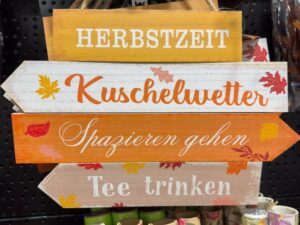 HERBSTZEIT
Kuschelwetter
Spazieren gehen
Tee trinken